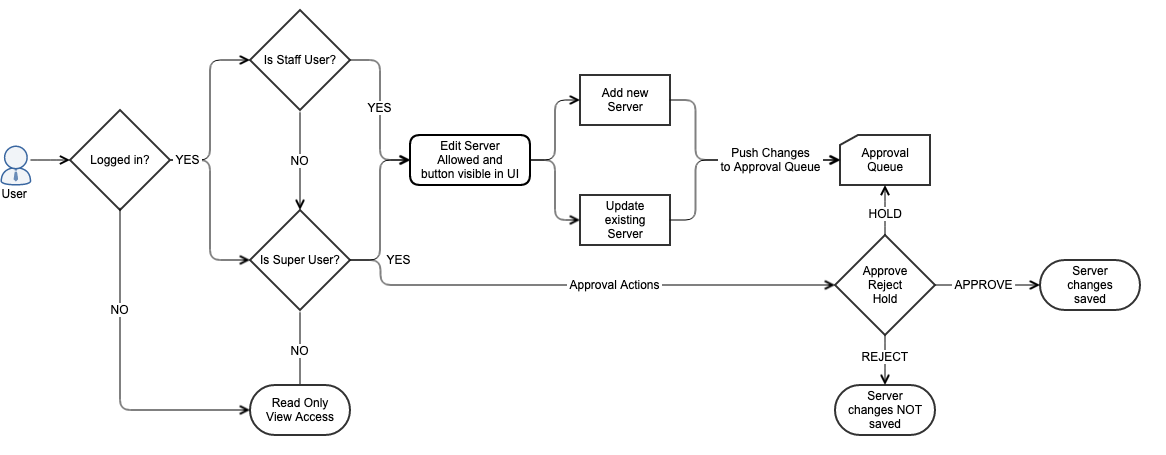 Is Staff User?
YES
Add new
Server
Logged in?
YES
NO
Edit Server
Allowed and
button visible in UI
Push Changes
to Approval Queue
Approval
Queue
User
Update
existing
Server
HOLD
Is Super User?
YES
Approval Actions
Approve
Reject
Hold
APPROVE
Server
changes
saved
NO
NO
REJECT
Read Only
View Access
Server
changes NOT
saved